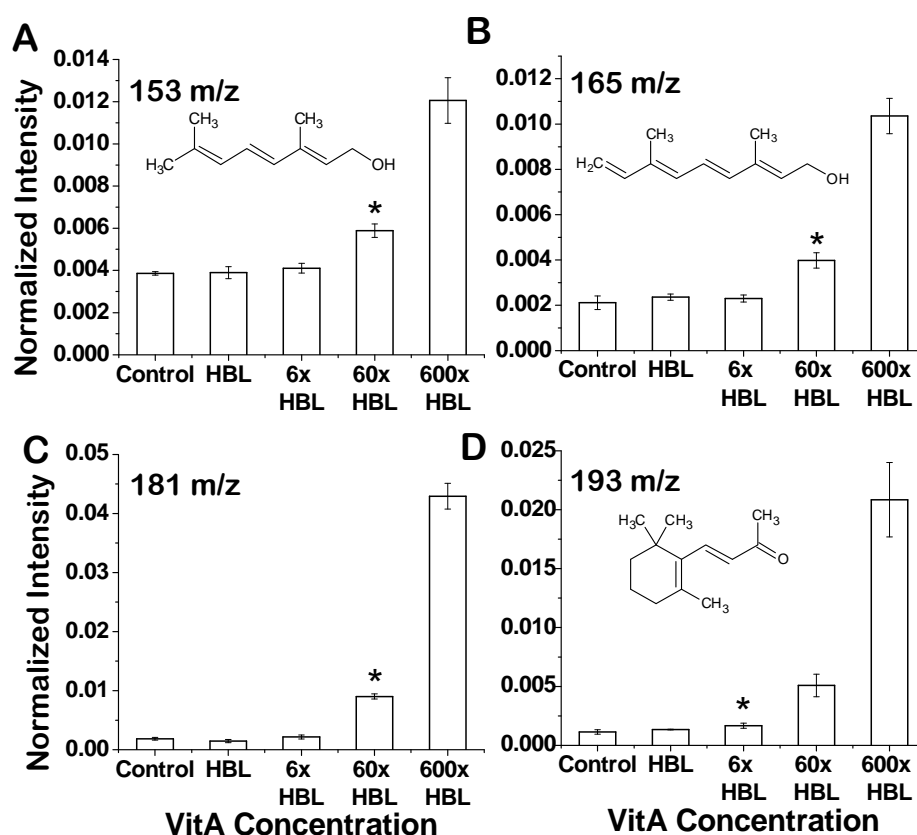 A
Normalized Intensity
0.014
0.012
0.010
0.008
0.006
0.004
0.002
0.000
153 m/z
CH₃
H₃C
CH₃
OH
*
Control
HBL
6x HBL
60x HBL
600x HBL
B
0.012
0.010
0.008
0.006
0.004
0.002
0.000
165 m/z
CH₃
CH₃
H₂C
OH
*
Control
HBL
6x HBL
60x HBL
600x HBL
C
Normalized Intensity
0.05
0.04
0.03
0.02
0.01
0.00
181 m/z
*
Control
HBL
6x HBL
60x HBL
600x HBL
VitA Concentration
D
0.025
0.020
0.015
0.010
0.005
0.000
193 m/z
H₃C
CH₃
CH₃
O
CH₃
*
Control
HBL
6x HBL
60x HBL
600x HBL
VitA Concentration